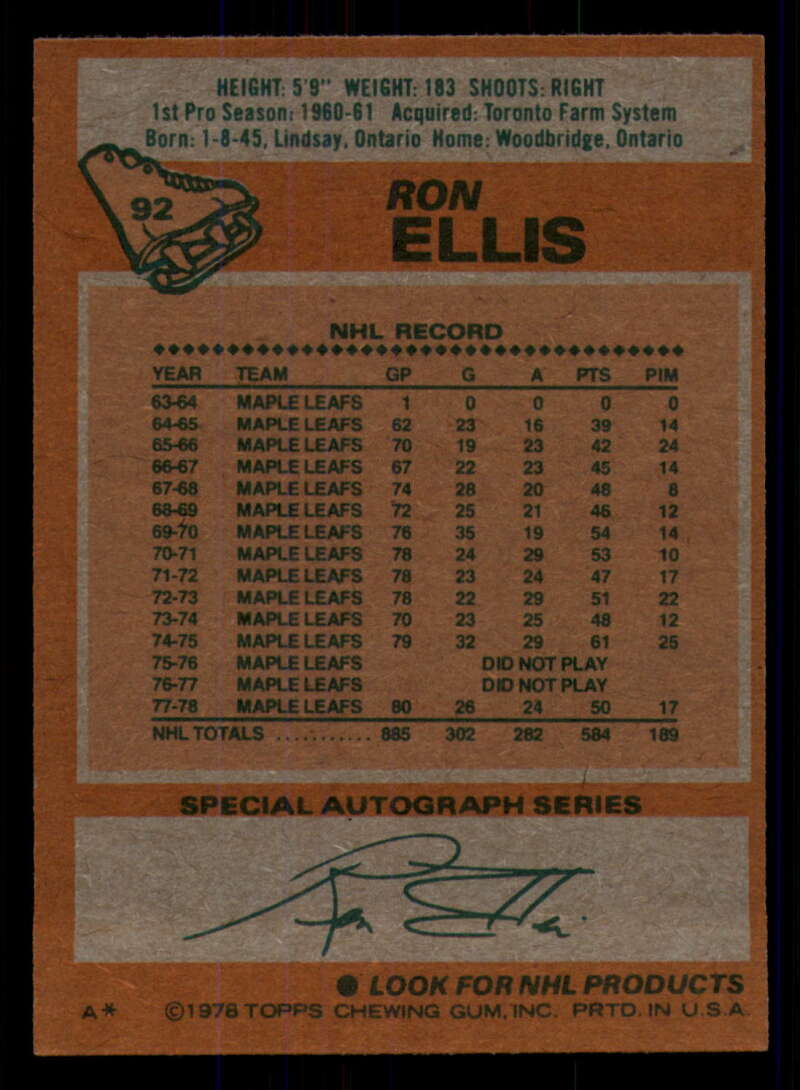 HEIGHT: 5'9" WEIGHT: 183 SHOOTS: RIGHT
1st Pro Season: 1960-61 Acquired: Toronto Farm System
Born: 1-8-45, Lindsay, Ontario Home: Woodbridge, Ontario
92
RON
ELLIS
NHL RECORD
YEAR TEAM GP G A PTS PIM
63-64 MAPLE LEAFS 1 0 0 0 0
64-65 MAPLE LEAFS 62 23 16 39 14
65-66 MAPLE LEAFS 70 19 23 42 24
66-67 MAPLE LEAFS 67 22 23 45 14
67-68 MAPLE LEAFS 74 28 20 48 8
68-69 MAPLE LEAFS 72 25 21 46 12
69-70 MAPLE LEAFS 76 35 19 54 14
70-71 MAPLE LEAFS 78 24 29 53 10
71-72 MAPLE LEAFS 78 23 24 47 17
72-73 MAPLE LEAFS 78 22 29 51 22
73-74 MAPLE LEAFS 70 23 25 48 12
74-75 MAPLE LEAFS 79 32 29 61 25
75-76 MAPLE LEAFS DID NOT PLAY
76-77 MAPLE LEAFS DID NOT PLAY
77-78 MAPLE LEAFS 80 26 24 50 17
NHL TOTALS ........... 885 302 282 584 189
SPECIAL AUTOGRAPH SERIES
Ron Ellis
● LOOK FOR NHL PRODUCTS
A* ©1978 TOPPS CHEWING GUM, INC. PRTD. IN U.S.A.